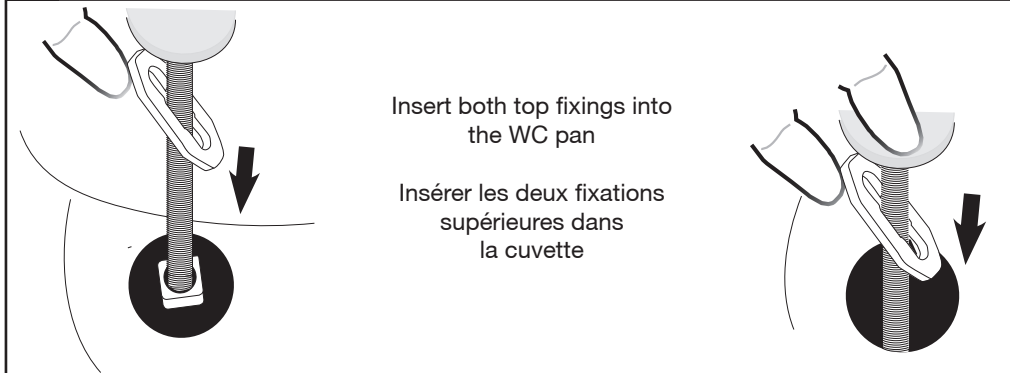 Insert both top fixings into
the WC pan
Insérer les deux fixations
supérieures dans
la cuvette